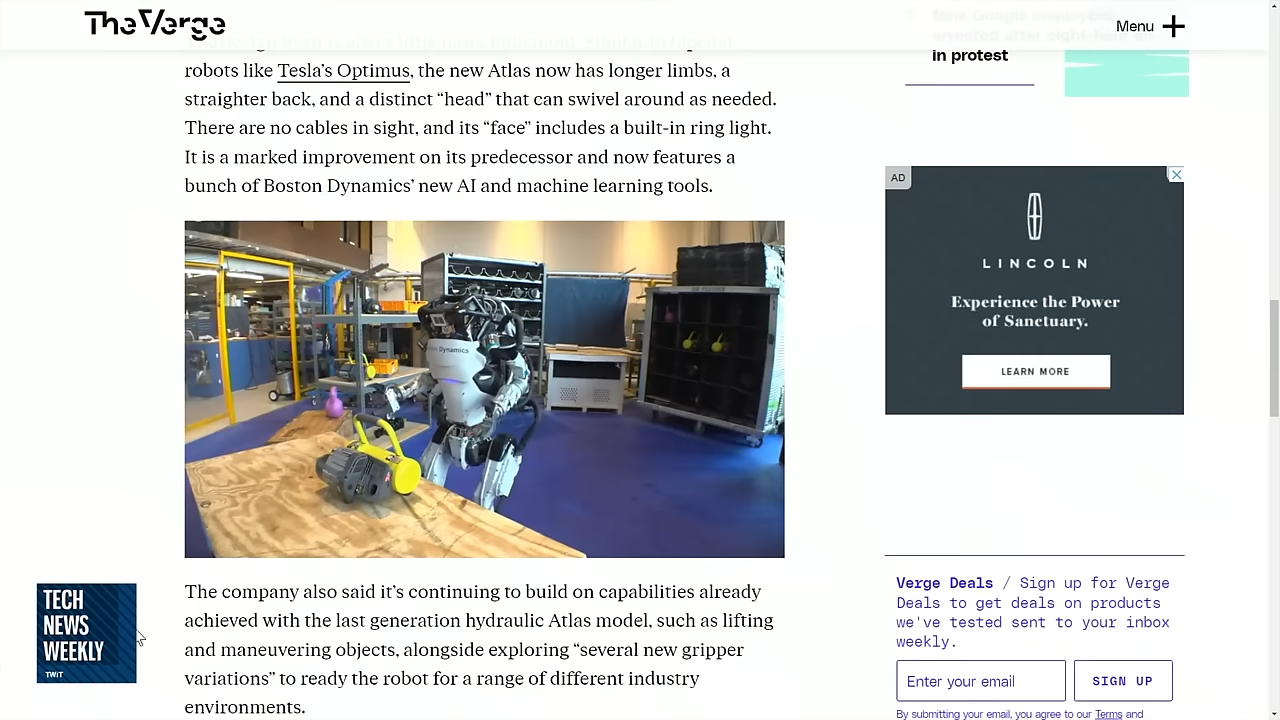 The Verge
Menu
robots like Tesla's Optimus, the new Atlas now has longer limbs, a
straighter back, and a distinct “head” that can swivel around as needed.
There are no cables in sight, and its “face” includes a built-in ring light.
It is a marked improvement on its predecessor and now features a
bunch of Boston Dynamics’ new AI and machine learning tools.
Dynamics
The company also said it’s continuing to build on capabilities already
achieved with the last generation hydraulic Atlas model, such as lifting
and maneuvering objects, alongside exploring “several new gripper
variations” to ready the robot for a range of different industry
environments.
TECH
NEWS
WEEKLY
TWiT
in protest
AD
LINCOLN
Experience the Power
of Sanctuary.
LEARN MORE
Verge Deals / Sign up for Verge
Deals to get deals on products
we've tested sent to your inbox
weekly.
Enter your email
SIGN UP
By submitting your email, you agree to our Terms and